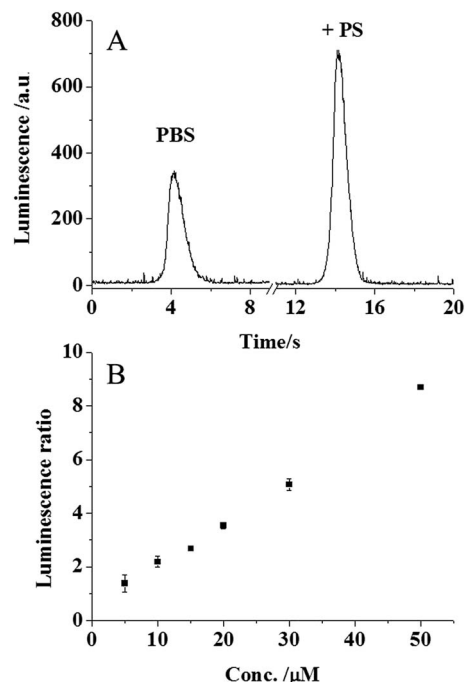 A
+ PS
PBS
Luminescence /a.u.
800
600
400
200
0
0 4 8 12 16 20
Time/s
B
Luminescence ratio
10
8
6
4
2
0
0 10 20 30 40 50
Conc. /μM